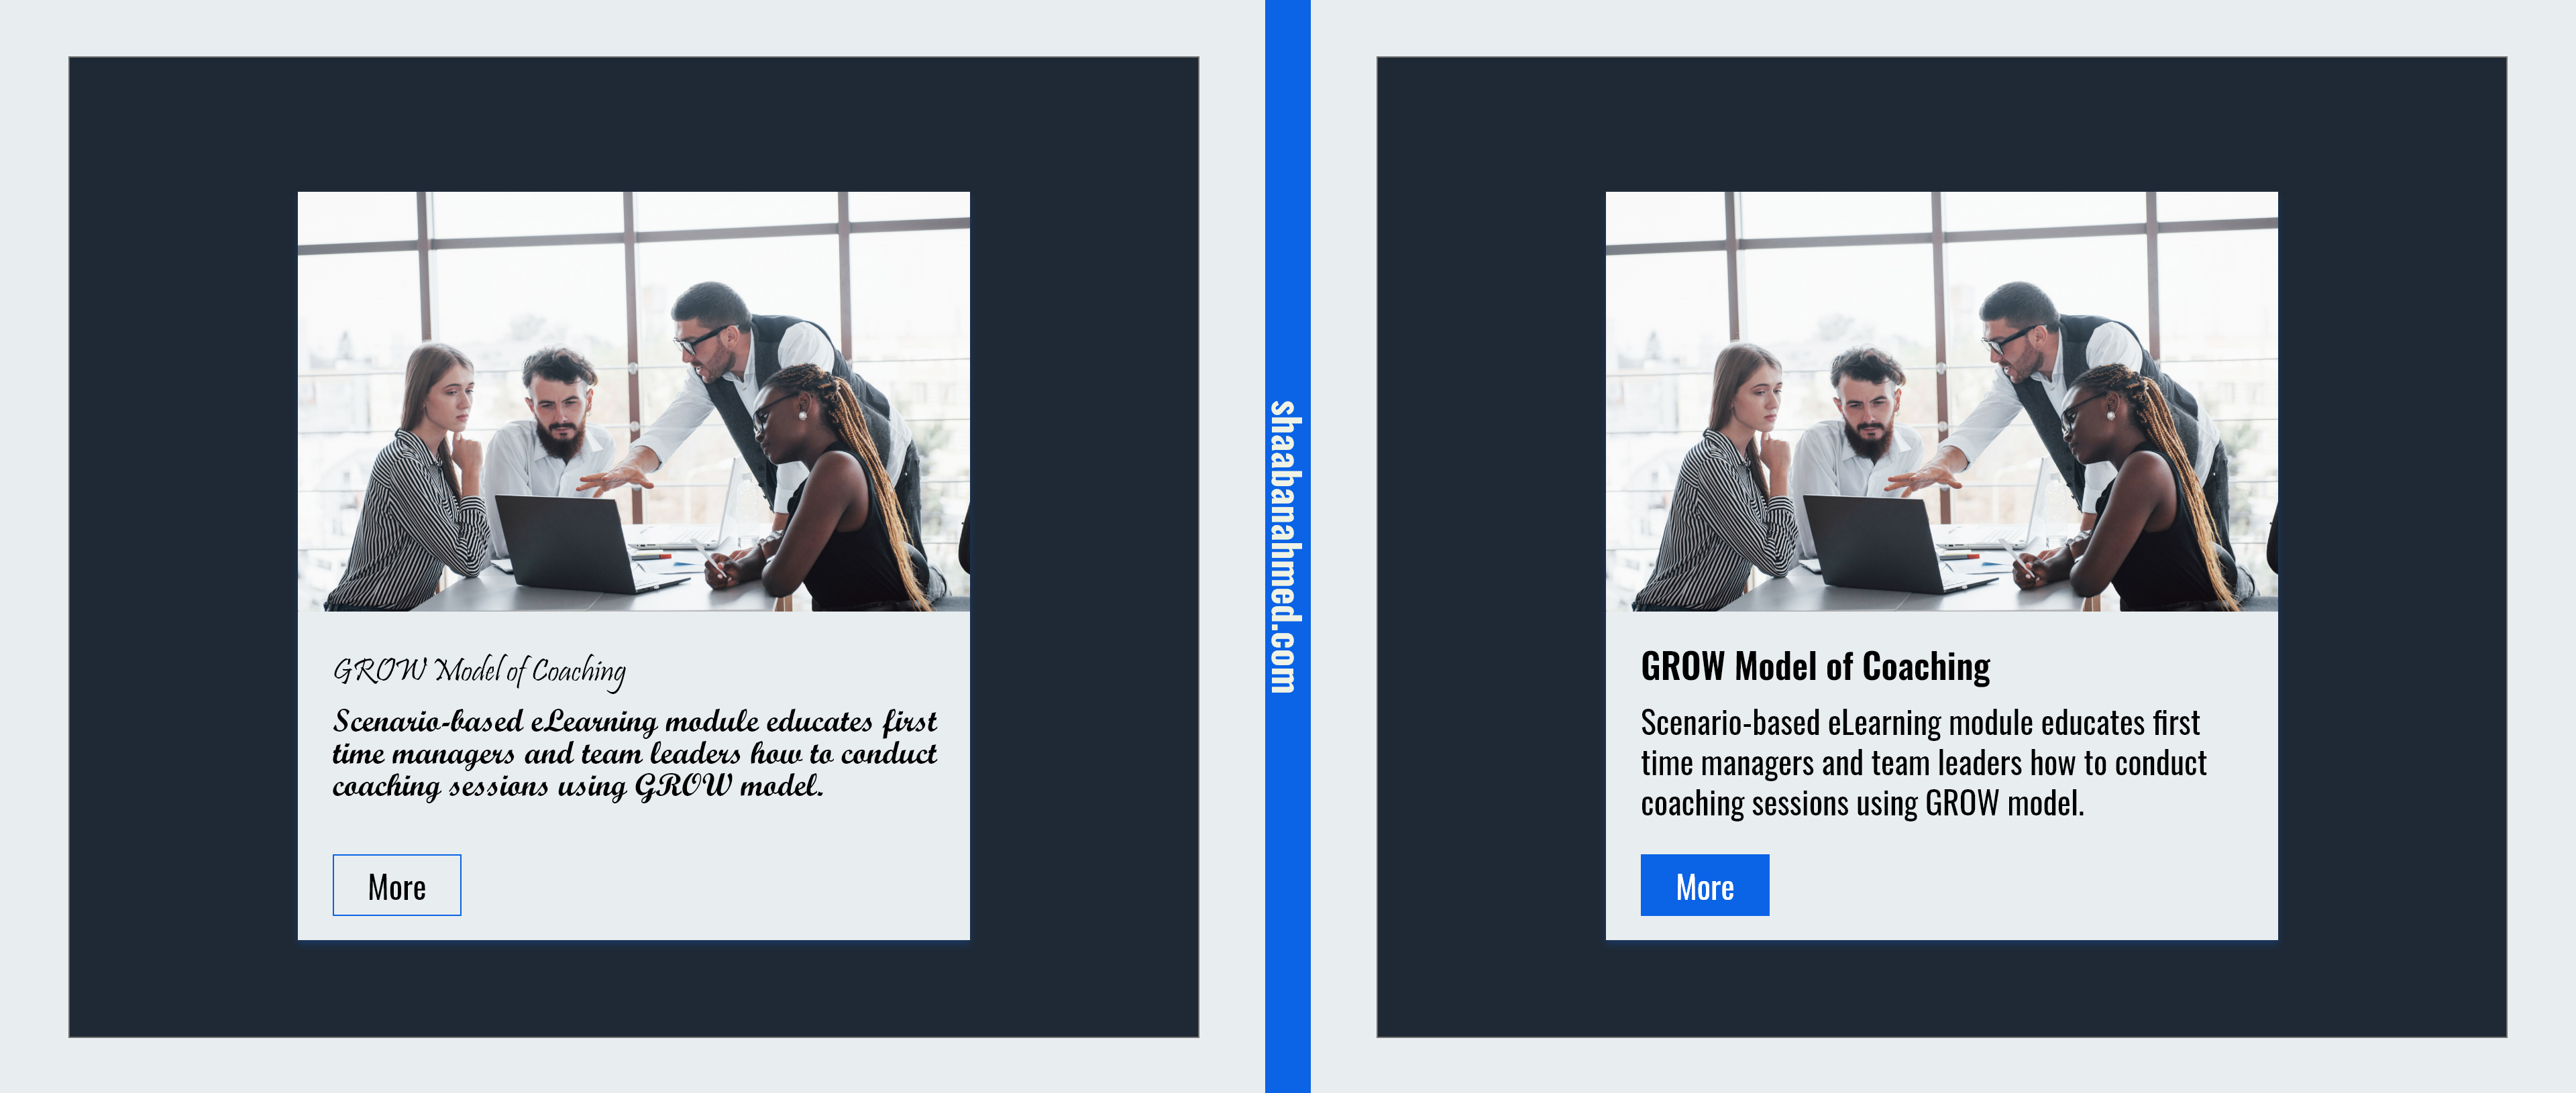 GROW Model of Coaching
Scenario-based eLearning module educates first
time managers and team leaders how to conduct
coaching sessions using GROW model.
More
shaabanahmed.com
GROW Model of Coaching
Scenario-based eLearning module educates first
time managers and team leaders how to conduct
coaching sessions using GROW model.
More